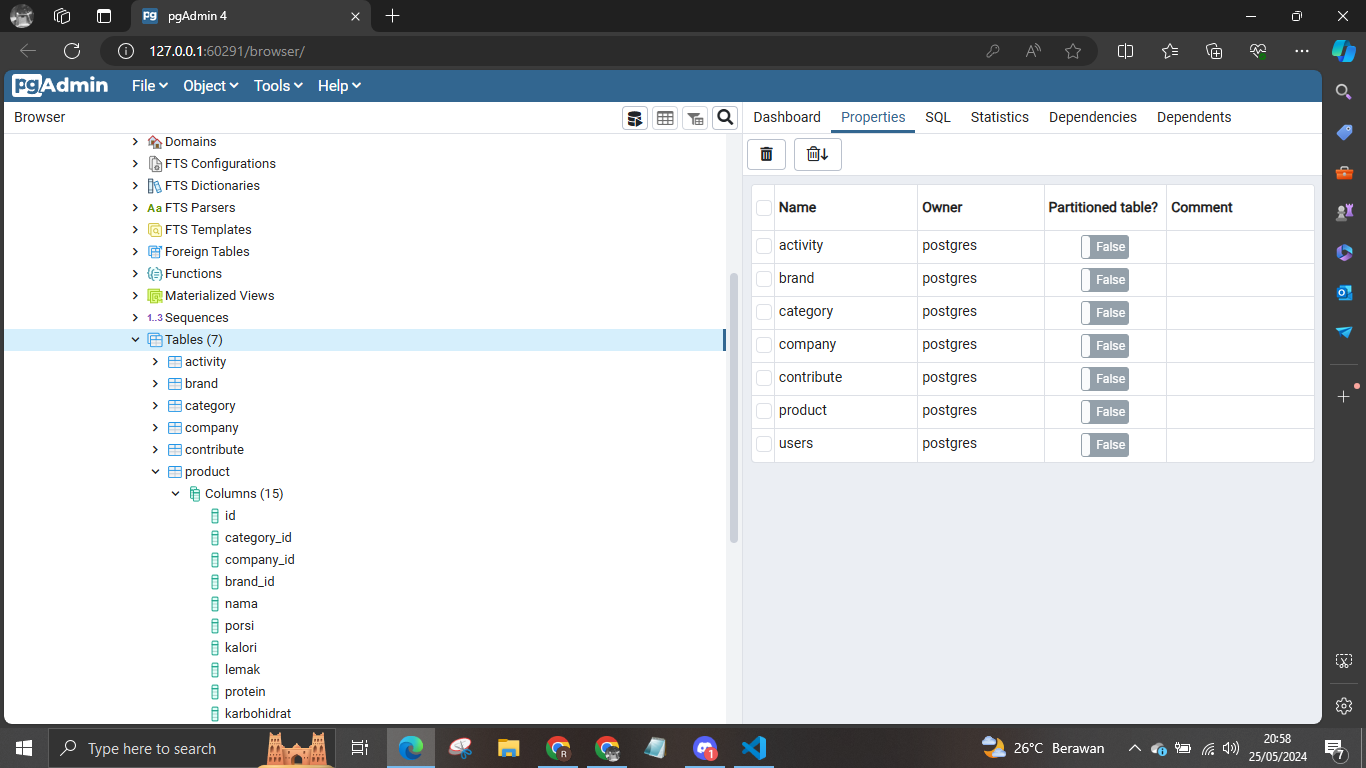 pgAdmin 4
127.0.0.1:60291/browser/
pgAdmin File Object Tools Help
Browser
Dashboard Properties SQL Statistics Dependencies Dependents
Domains
FTS Configurations
FTS Dictionaries
Aa FTS Parsers
FTS Templates
Foreign Tables
Functions
Materialized Views
1..3 Sequences
Tables (7)
activity
brand
category
company
contribute
product
Columns (15)
id
category_id
company_id
brand_id
nama
porsi
kalori
lemak
protein
karbohidrat
Name Owner Partitioned table? Comment
activity postgres False
brand postgres False
category postgres False
company postgres False
contribute postgres False
product postgres False
users postgres False
Type here to search
R
1
26°C Berawan
20:58
25/05/2024
7